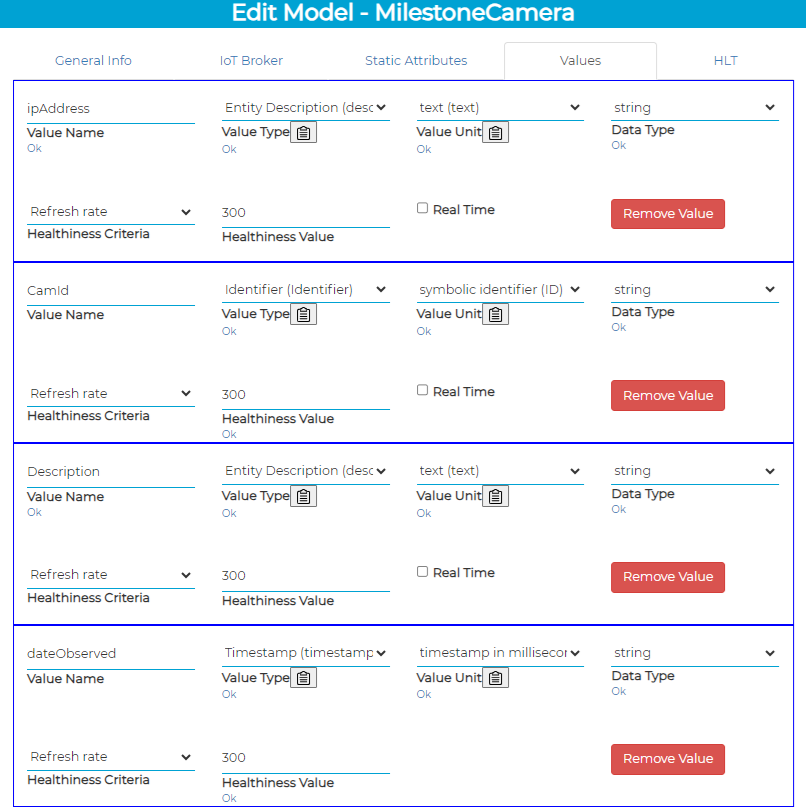 Edit Model - MilestoneCamera
General Info IoT Broker Static Attributes Values HLT
ipAddress Entity Description (desc text (text) string
Value Name Value Type Value Unit Data Type
Ok Ok Ok Ok
Refresh rate 300 Real Time Remove Value
Healthiness Criteria Healthiness Value
CamId Identifier (Identifier) symbolic identifier (ID) string
Value Name Value Type Value Unit Data Type
Ok Ok Ok
Refresh rate 300 Real Time Remove Value
Healthiness Criteria Healthiness Value
Ok
Description Entity Description (desc text (text) string
Value Name Value Type Value Unit Data Type
Ok Ok Ok Ok
Refresh rate 300 Real Time Remove Value
Healthiness Criteria Healthiness Value
dateObserved Timestamp (timestamp timestamp in millisecor string
Value Name Value Type Value Unit Data Type
Ok Ok Ok
Refresh rate 300 Remove Value
Healthiness Criteria Healthiness Value
Ok